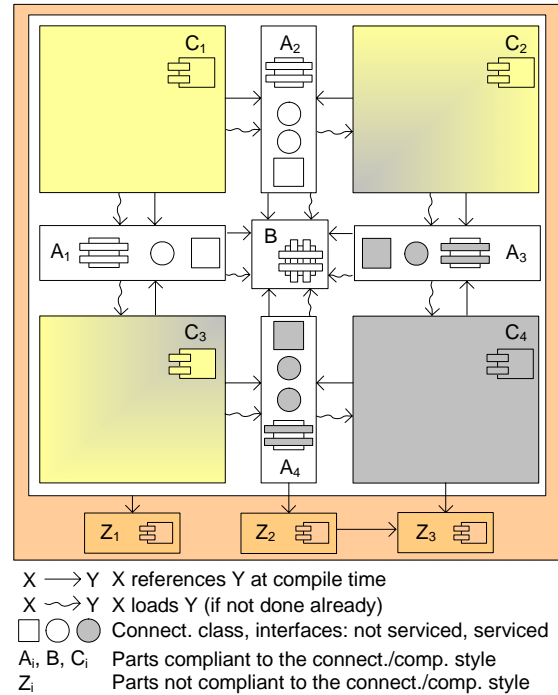 C1 A2 C2
A1 B A3
C3 A4 C4
Z1 Z2 Z3
X Y X references Y at compile time
X Y X loads Y (if not done already)
Connect. class, interfaces: not serviced, serviced
Ai, B, Ci Parts compliant to the connect./comp. style
Zi Parts not compliant to the connect./comp. style